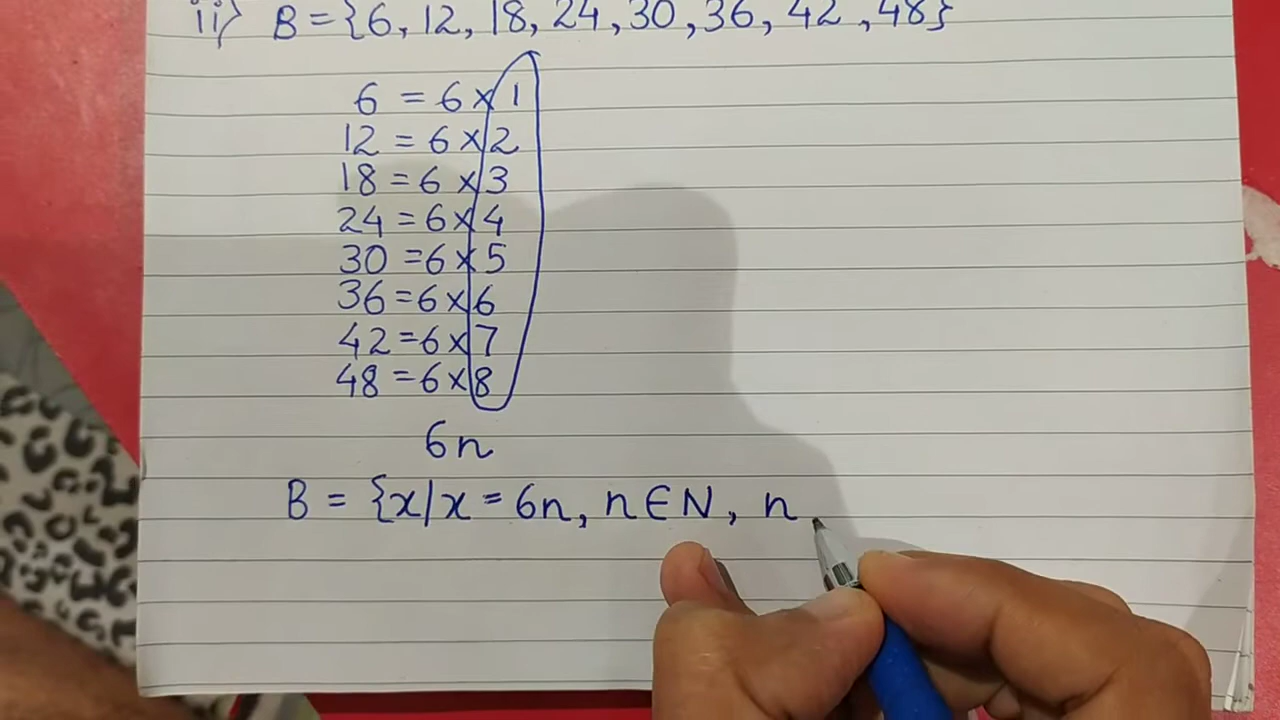 ii) B = {6, 12, 18, 24, 30, 36, 42, 48}
6 = 6 × 1
12 = 6 × 2
18 = 6 × 3
24 = 6 × 4
30 = 6 × 5
36 = 6 × 6
42 = 6 × 7
48 = 6 × 8
6n
B = {x/x = 6n, n ∈ N, n